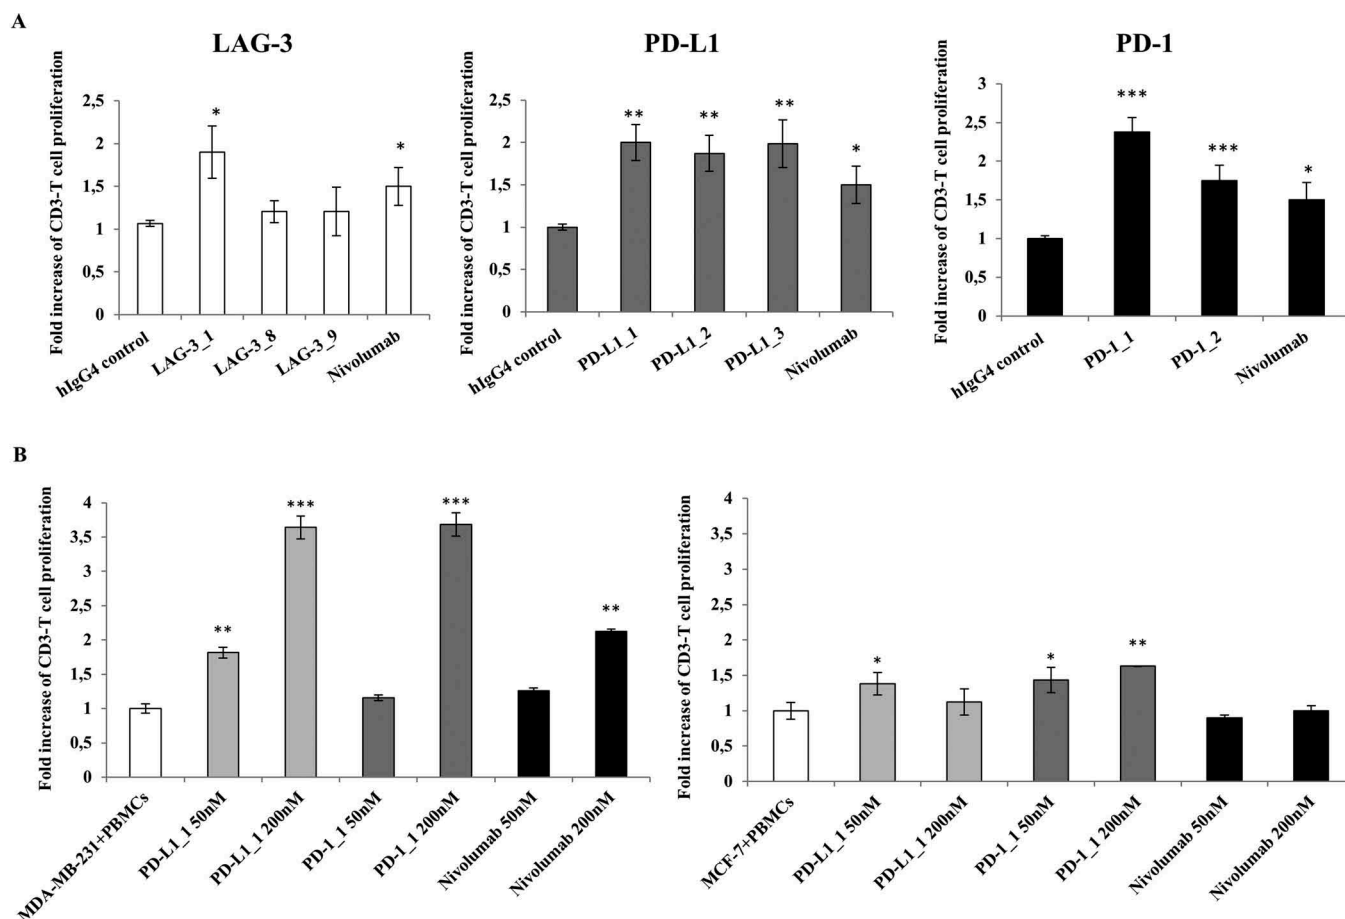 A
LAG-3
Fold increase of CD3-T cell proliferation
2,5
2
1,5
1
0,5
0
*
*
hIgG4 control
LAG-3_1
LAG-3_8
LAG-3_9
Nivolumab
PD-L1
Fold increase of CD3-T cell proliferation
2,5
2
1,5
1
0,5
0
**
**
**
*
hIgG4 control
PD-L1_1
PD-L1_2
PD-L1_3
Nivolumab
PD-1
Fold increase of CD3-T cell proliferation
3
2,5
2
1,5
1
0,5
0
***
***
*
hIgG4 control
PD-1_1
PD-1_2
Nivolumab
B
Fold increase of CD3-T cell proliferation
4
3,5
3
2,5
2
1,5
1
0,5
0
**
***
***
**
MDA-MB-231+PBMCs
PD-L1_1 50nM
PD-L1_1 200nM
PD-1_1 50nM
PD-1_1 200nM
Nivolumab 50nM
Nivolumab 200nM
Fold increase of CD3-T cell proliferation
4
3,5
3
2,5
2
1,5
1
0,5
0
*
*
**
MCF-7+PBMCs
PD-L1_1 50nM
PD-L1_1 200nM
PD-1_1 50nM
PD-1_1 200nM
Nivolumab 50nM
Nivolumab 200nM